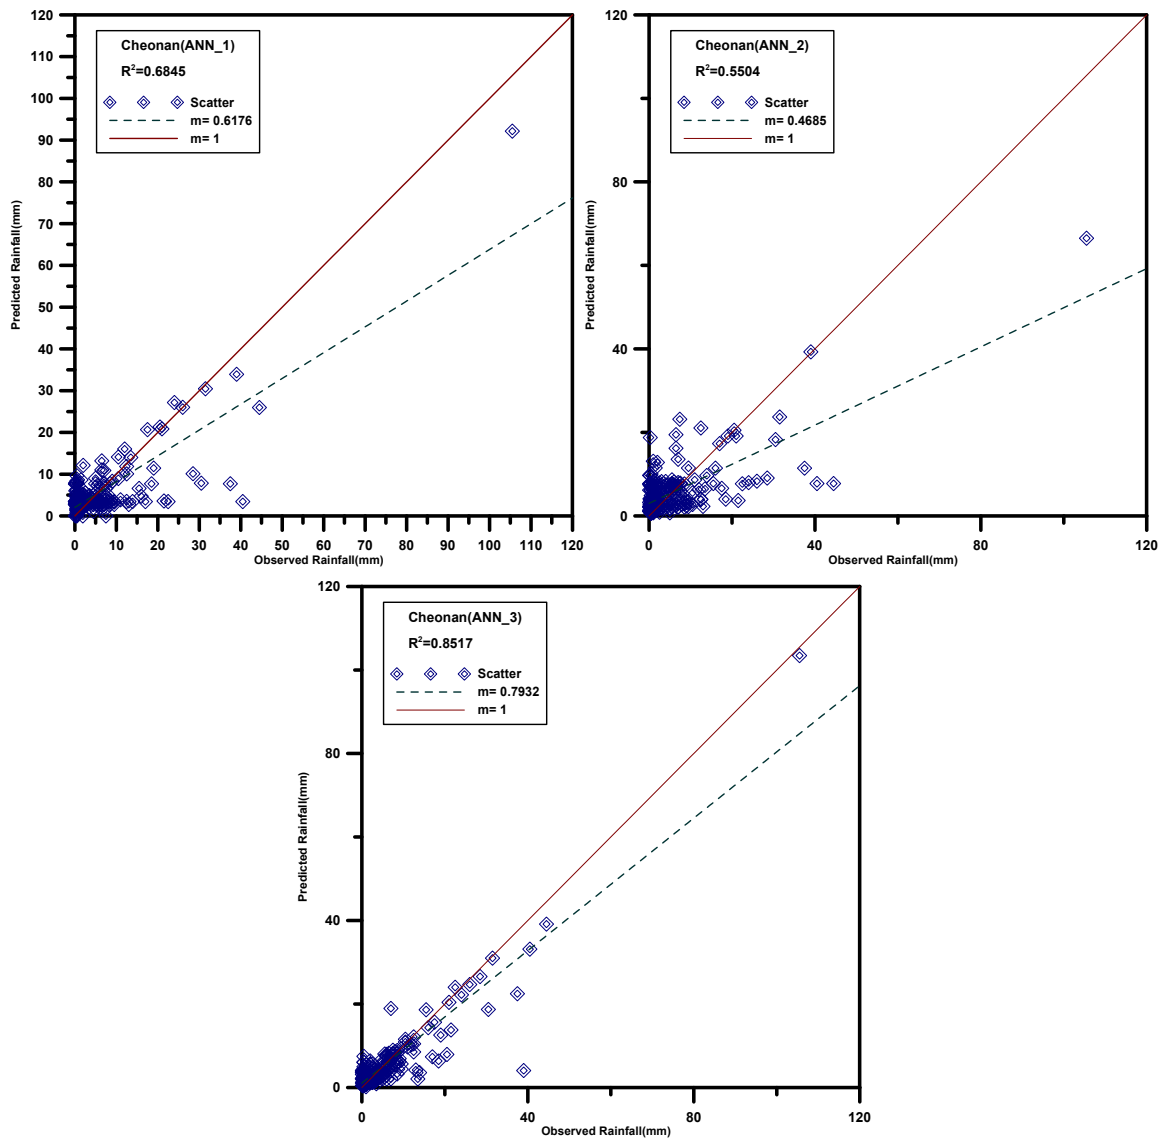 Cheonan(ANN_1)
R²=0.6845
Scatter
m= 0.6176
m= 1
Predicted Rainfall(mm)
120
110
100
90
80
70
60
50
40
30
20
10
0
0 10 20 30 40 50 60 70 80 90 100 110 120
Observed Rainfall(mm)
Cheonan(ANN_2)
R²=0.5504
Scatter
m= 0.4685
m= 1
Predicted Rainfall(mm)
120
80
40
0
0 40 80 120
Observed Rainfall(mm)
Cheonan(ANN_3)
R²=0.8517
Scatter
m= 0.7932
m= 1
Predicted Rainfall(mm)
120
80
40
0
0 40 80 120
Observed Rainfall(mm)